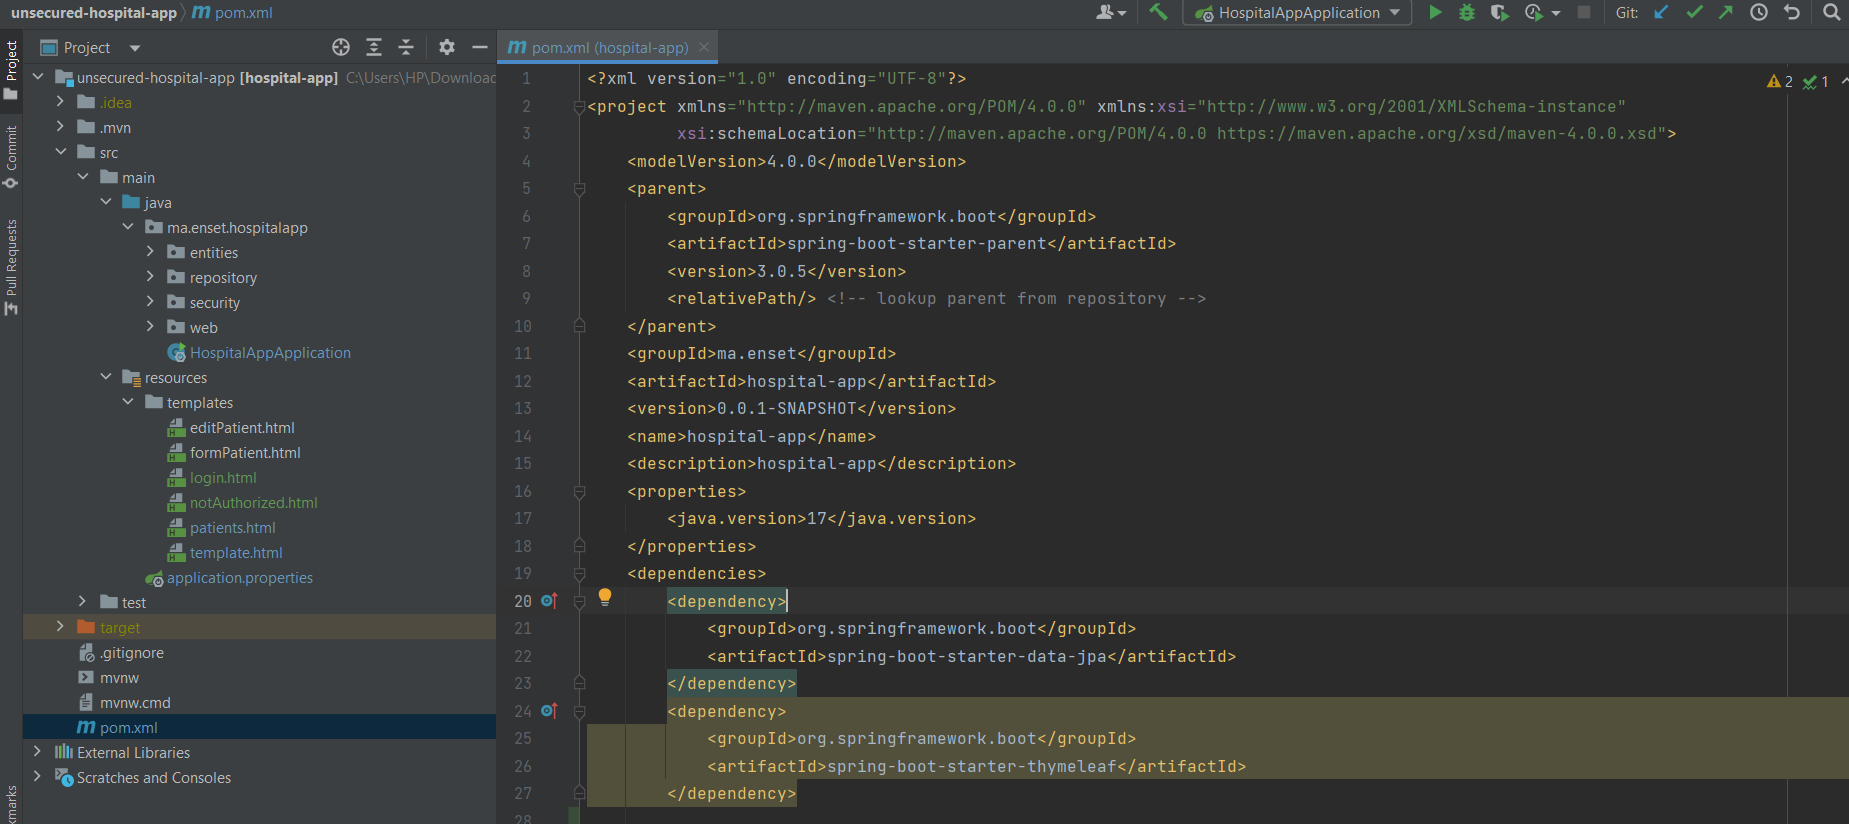 unsecured-hospital-app pom.xml
HospitalAppApplication
Git:
Project
pom.xml (hospital-app)
Project
Commit
Pull Requests
unsecured-hospital-app [hospital-app] C:\Users\HP\Downloac
.idea
.mvn
src
main
java
ma.enset.hospitalapp
entities
repository
security
web
HospitalAppApplication
resources
templates
editPatient.html
formPatient.html
login.html
notAuthorized.html
patients.html
template.html
application.properties
test
target
.gitignore
mvnw
mvnw.cmd
pom.xml
External Libraries
Scratches and Consoles
2 1
1 <?xml version="1.0" encoding="UTF-8"?>
2 <project xmlns="http://maven.apache.org/POM/4.0.0" xmlns:xsi="http://www.w3.org/2001/XMLSchema-instance"
3 xsi:schemaLocation="http://maven.apache.org/POM/4.0.0 https://maven.apache.org/xsd/maven-4.0.0.xsd">
4 <modelVersion>4.0.0</modelVersion>
5 <parent>
6 <groupId>org.springframework.boot</groupId>
7 <artifactId>spring-boot-starter-parent</artifactId>
8 <version>3.0.5</version>
9 <relativePath/> <!-- lookup parent from repository -->
10 </parent>
11 <groupId>ma.enset</groupId>
12 <artifactId>hospital-app</artifactId>
13 <version>0.0.1-SNAPSHOT</version>
14 <name>hospital-app</name>
15 <description>hospital-app</description>
16 <properties>
17 <java.version>17</java.version>
18 </properties>
19 <dependencies>
20 <dependency>
21 <groupId>org.springframework.boot</groupId>
22 <artifactId>spring-boot-starter-data-jpa</artifactId>
23 </dependency>
24 <dependency>
25 <groupId>org.springframework.boot</groupId>
26 <artifactId>spring-boot-starter-thymeleaf</artifactId>
27 </dependency>
28